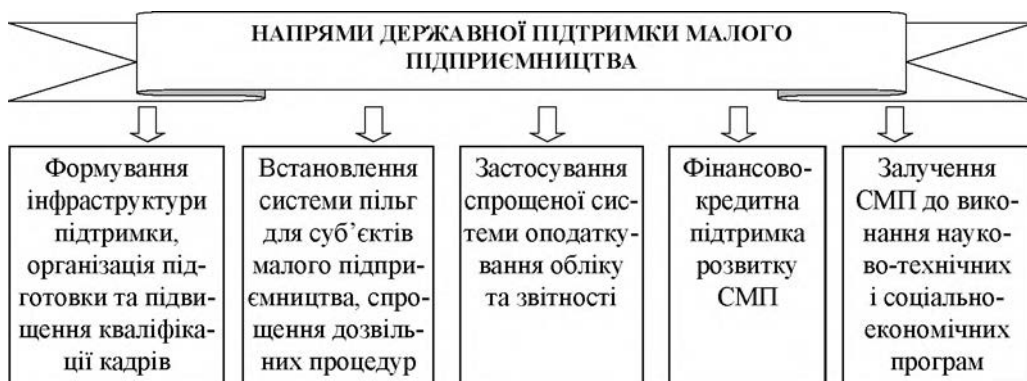 НАПРЯМИ ДЕРЖАВНОЇ ПІДТРИМКИ МАЛОГО
ПІДПРИЄМНИЦТВА
Формування
інфраструктури
підтримки,
організація під-
готовки та підви-
щення кваліфіка-
ції кадрів
Встановлення
системи пільг
для суб’єктів
малого підпри-
ємництва, спро-
щення дозвіль-
них процедур
Застосування
спрощеної сис-
теми оподатку-
вання обліку
та звітності
Фінансово-
кредитна
підтримка
розвитку
СМП
Залучення
СМП до вико-
нання науко-
во-технічних
і соціально-
економічних
програм